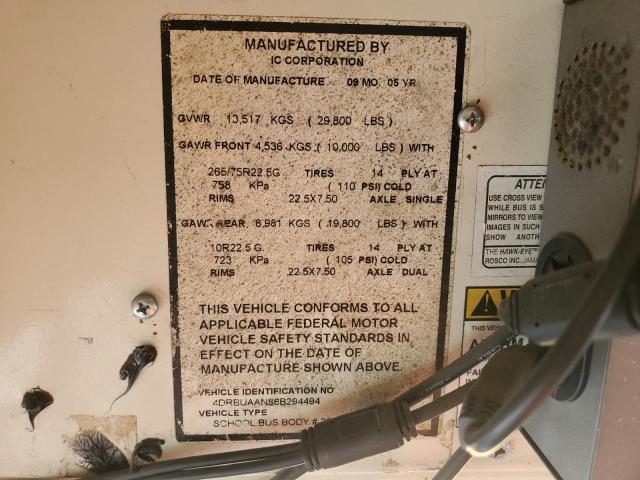 MANUFACTURED BY
IC CORPORATION
DATE OF MANUFACTURE 09 MO. 05 YR
GVWR 13,517 KGS ( 29,800 LBS )
GAWR FRONT 4,536 KGS ( 10,000 LBS ) WITH
265/75R22.5G TIRES 14 PLY AT
758 KPa ( 110 PSI) COLD
RIMS 22.5X7.50 AXLE SINGLE
GAWR REAR 8,981 KGS ( 19,800 LBS ) WITH
10R22.5 G. TIRES 14 PLY AT
723 KPa ( 105 PSI) COLD
RIMS 22.5X7.50 AXLE DUAL
THIS VEHICLE CONFORMS TO ALL
APPLICABLE FEDERAL MOTOR
VEHICLE SAFETY STANDARDS IN
EFFECT ON THE DATE OF
MANUFACTURE SHOWN ABOVE.
VEHICLE IDENTIFICATION NO
4DRBUAAN86B294494
VEHICLE TYPE
SCHOOL BUS BODY #
USE CROSS VIEW
WHILE BUS IS
MIRRORS TO VIEW
IMAGES IN SUCH
SHOW
THE HAWK-EYE
ROSCO INC.
THIS